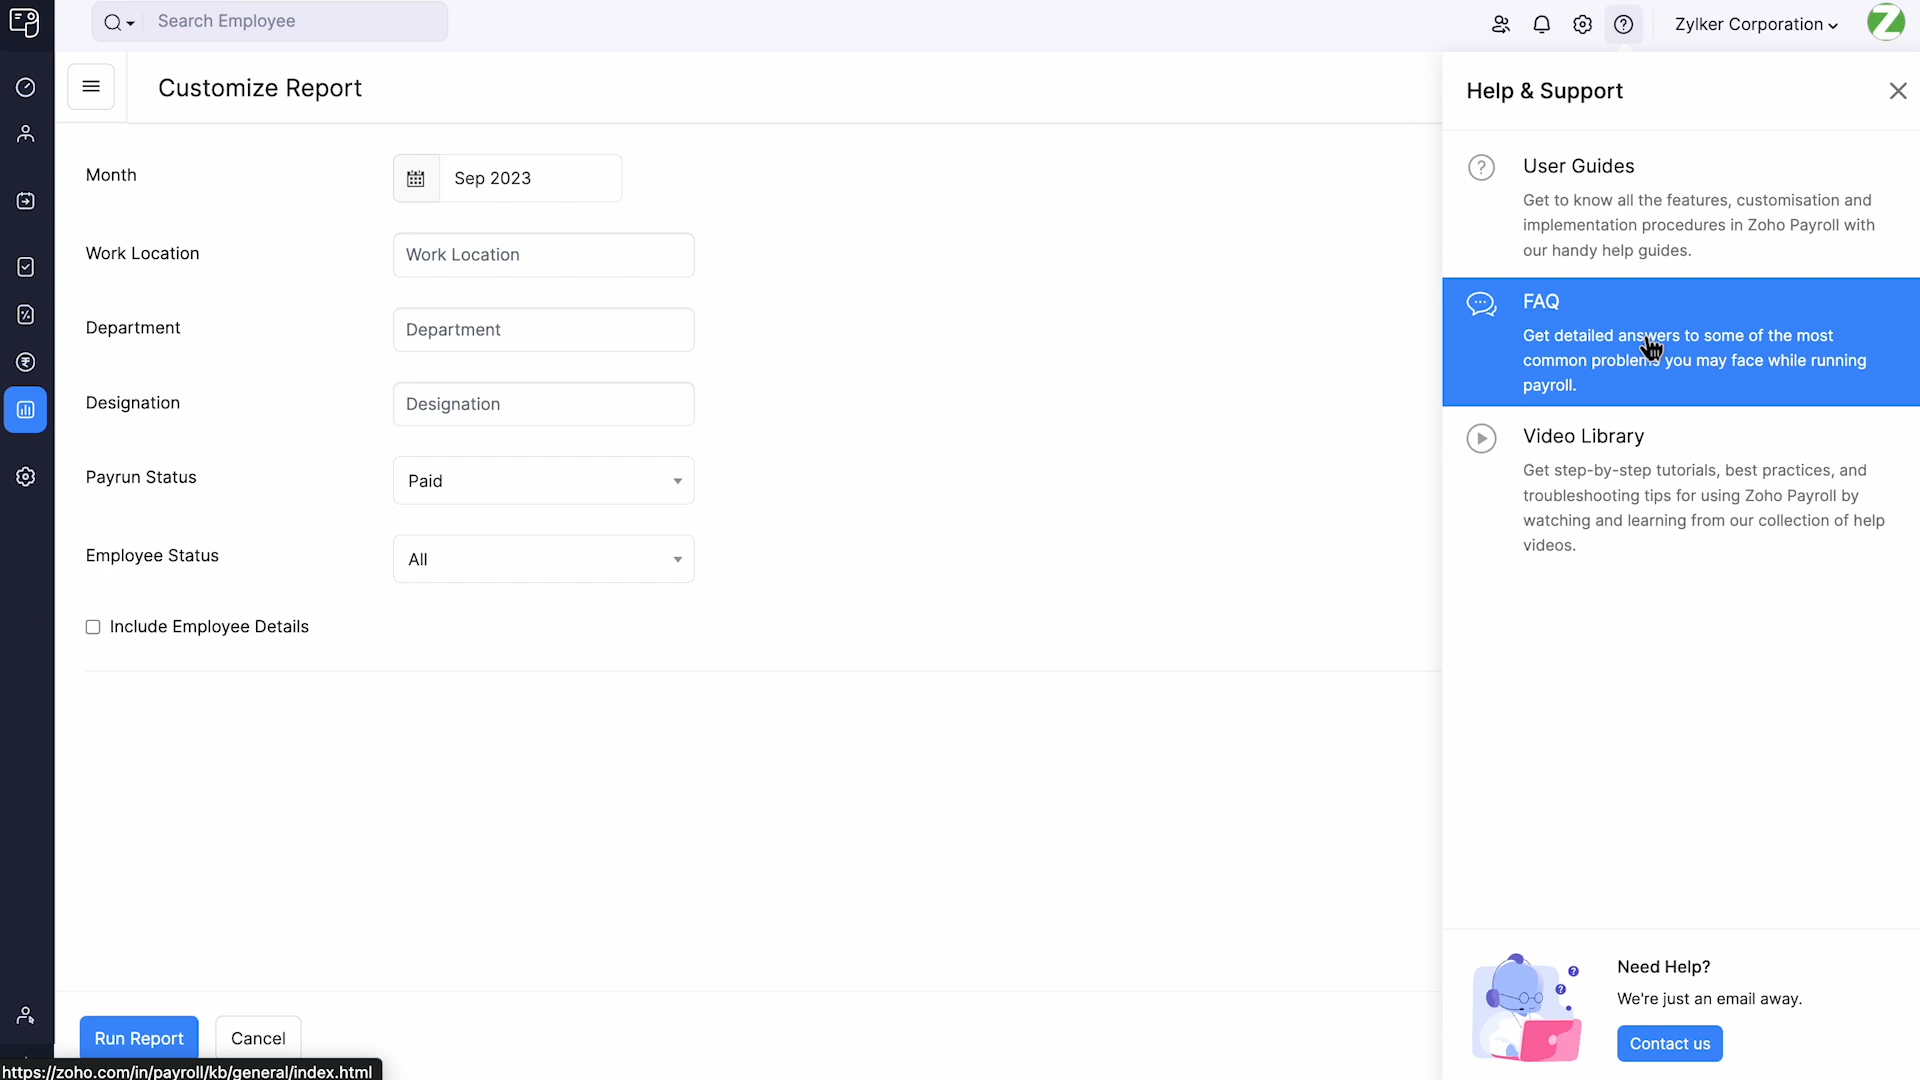 Search Employee
Zylker Corporation
Customize Report
Help & Support
Month
Sep 2023
Work Location
Work Location
Department
Department
Designation
Designation
Payrun Status
Paid
Employee Status
All
Include Employee Details
User Guides
Get to know all the features, customisation and
implementation procedures in Zoho Payroll with
our handy help guides.
FAQ
Get detailed answers to some of the most
common problems you may face while running
payroll.
Video Library
Get step-by-step tutorials, best practices, and
troubleshooting tips for using Zoho Payroll by
watching and learning from our collection of help
videos.
Need Help?
We're just an email away.
Contact us
Run Report
Cancel
https://zoho.com/in/payroll/kb/general/index.html